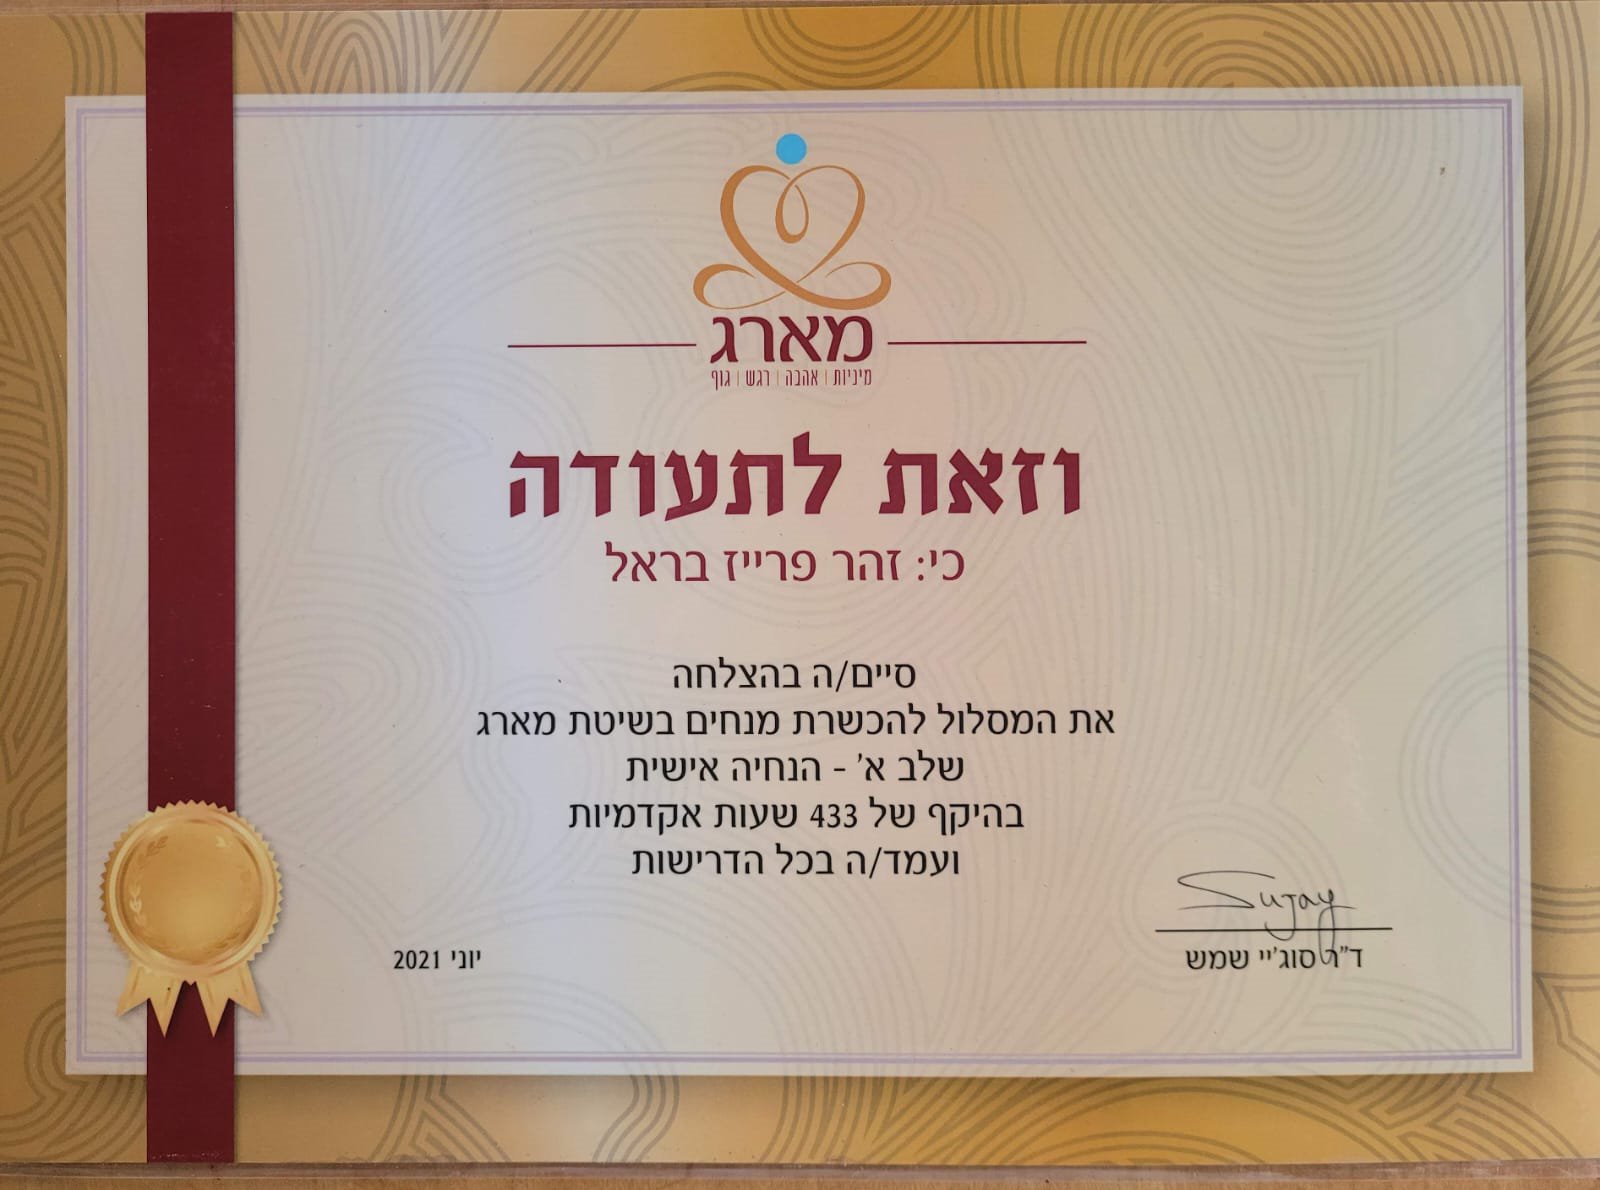 מארג
מיניות | אהבה | רגש | גוף
וזאת לתעודה
כי: זהר פרייז בראל
סיים/ה בהצלחה
את המסלול להכשרת מנחים בשיטת מארג
שלב א' - הנחיה אישית
בהיקף של 433 שעות אקדמיות
ועמד/ה בכל הדרישות
Sujay
ד"ר סוג'יי שמש
יוני 2021